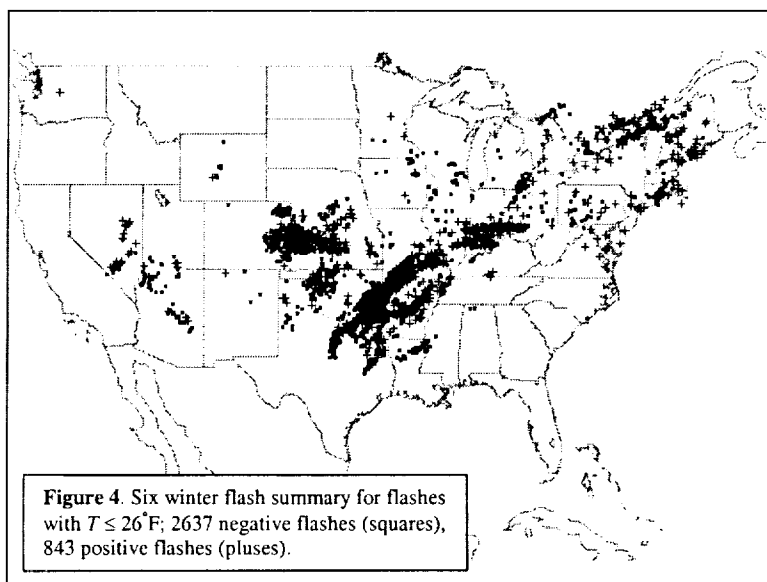 Figure 4. Six winter flash summary for flashes
with T ≤ 26°F; 2637 negative flashes (squares),
843 positive flashes (pluses).